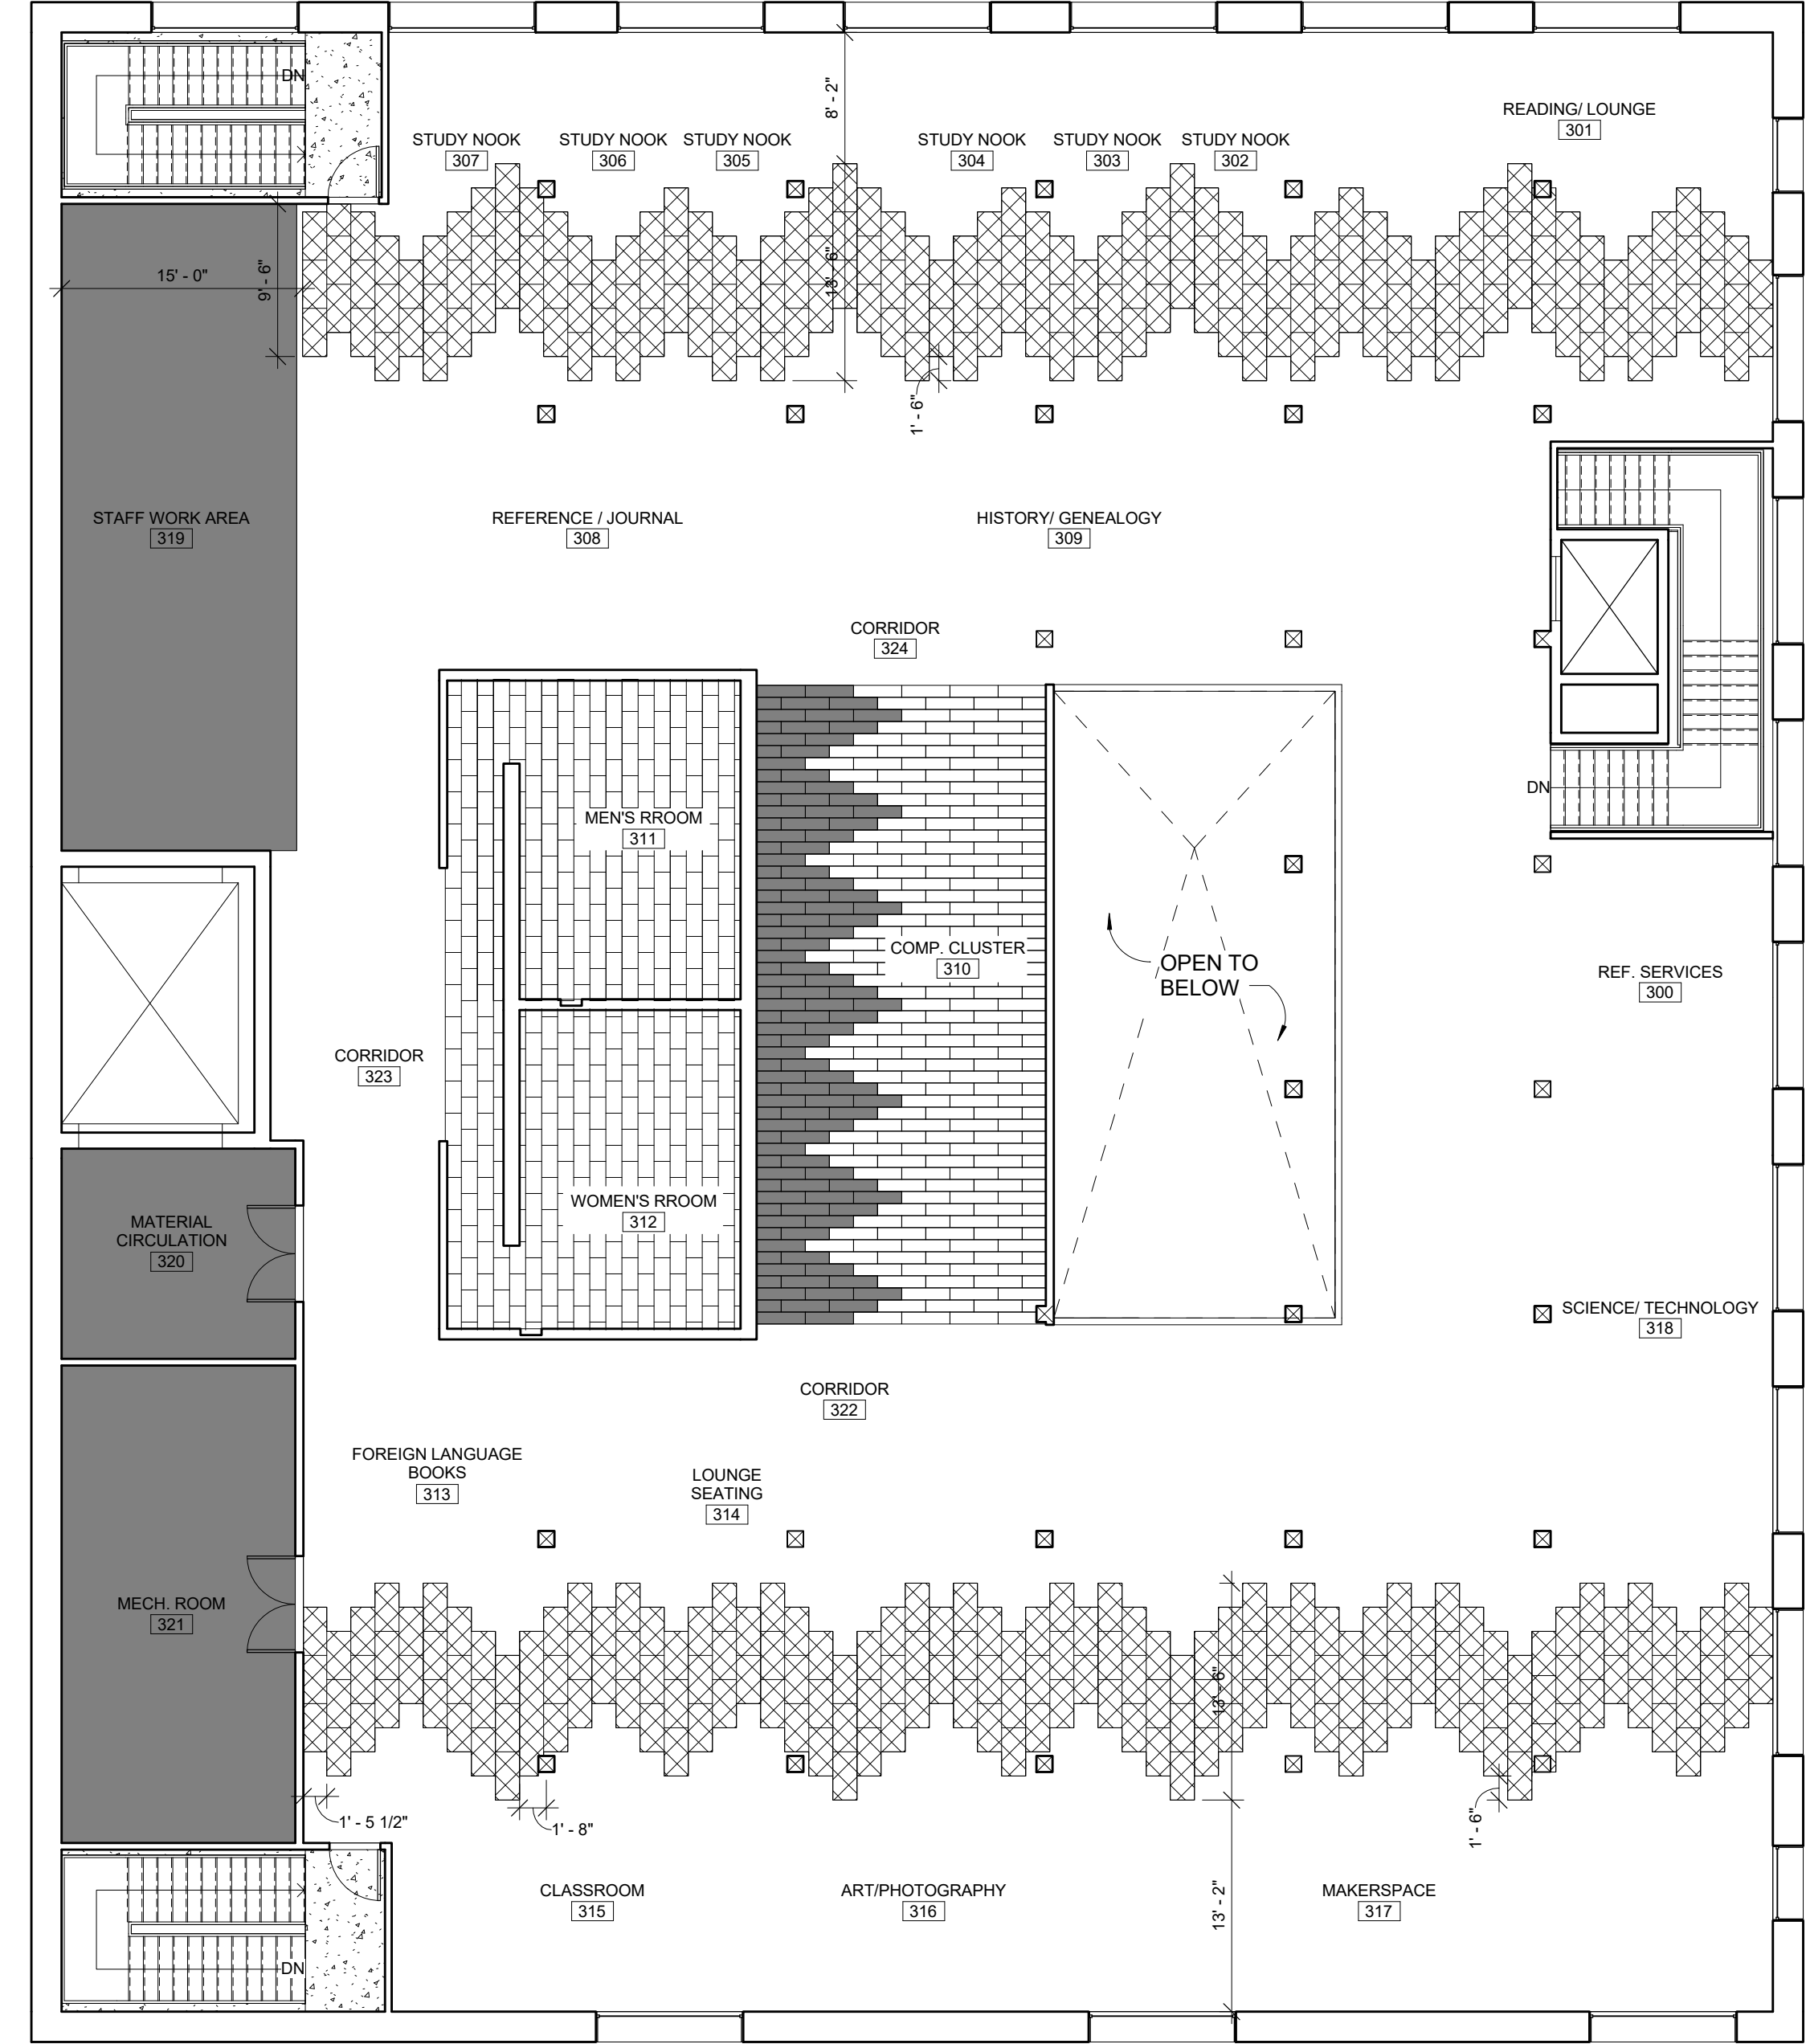 DN
8' - 2"
READING/ LOUNGE
301
STUDY NOOK
307
STUDY NOOK
306
STUDY NOOK
305
STUDY NOOK
304
STUDY NOOK
303
STUDY NOOK
302
15' - 0"
9' - 6"
13' - 6"
1' - 6"
STAFF WORK AREA
319
REFERENCE / JOURNAL
308
HISTORY/ GENEALOGY
309
CORRIDOR
324
DN
MEN'S RROOM
311
COMP. CLUSTER
310
OPEN TO
BELOW
REF. SERVICES
300
CORRIDOR
323
WOMEN'S RROOM
312
MATERIAL
CIRCULATION
320
SCIENCE/ TECHNOLOGY
318
CORRIDOR
322
FOREIGN LANGUAGE
BOOKS
313
LOUNGE
SEATING
314
MECH. ROOM
321
13' - 6"
1' - 5 1/2"
1' - 8"
1' - 6"
CLASSROOM
315
ART/PHOTOGRAPHY
316
13' - 2"
MAKERSPACE
317
DN